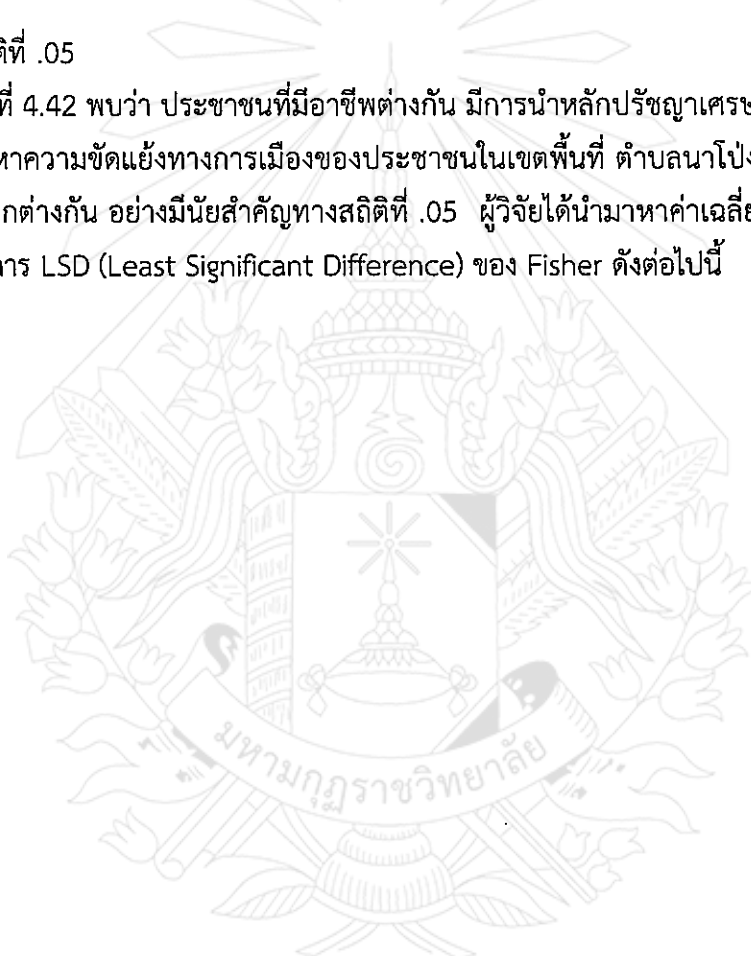 ติที่ .05
ที่ 4.42 พบว่า ประชาชนที่มีอาชีพต่างกัน มีการนำหลักปรัชญาเศรษ
หาความขัดแย้งทางการเมืองของประชาชนในเขตพื้นที่ ตำบลนาโป่ง
กต่างกัน อย่างมีนัยสำคัญทางสถิติที่ .05 ผู้วิจัยได้นำมาหาค่าเฉลี่ย
การ LSD (Least Significant Difference) ของ Fisher ดังต่อไปนี้
มหามกุฏราชวิทยาลัย